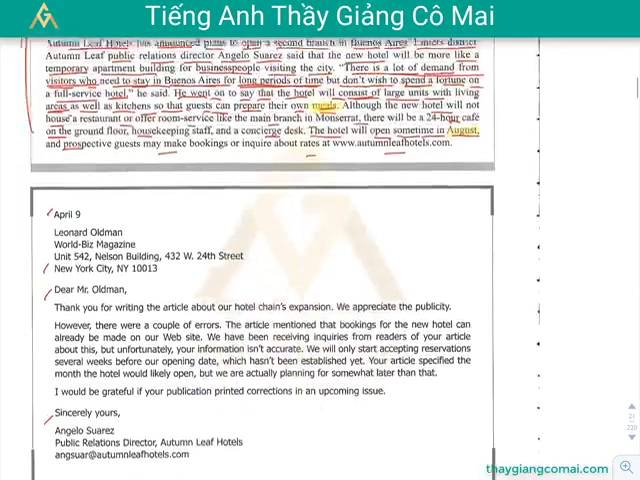 Tiếng Anh Thầy Giảng Cô Mai
Autumn Leaf Hotels has announced plans to open a second branch in Buenos Aires' Liniers district.
Autumn Leaf public relations director Angelo Suarez said that the new hotel will be more like a
temporary apartment building for businesspeople visiting the city. "There is a lot of demand from
visitors who need to stay in Buenos Aires for long periods of time but don't wish to spend a fortune on
a full-service hotel," he said. He went on to say that the hotel will consist of large units with living
areas as well as kitchens so that guests can prepare their own meals. Although the new hotel will not
house a restaurant or offer room-service like the main branch in Monserrat, there will be a 24-hour café
on the ground floor, housekeeping staff, and a concierge desk. The hotel will open sometime in August,
and prospective guests may make bookings or inquire about rates at www.autumnleafhotels.com.
April 9
Leonard Oldman
World-Biz Magazine
Unit 542, Nelson Building, 432 W. 24th Street
New York City, NY 10013
Dear Mr. Oldman,
Thank you for writing the article about our hotel chain's expansion. We appreciate the publicity.
However, there were a couple of errors. The article mentioned that bookings for the new hotel can
already be made on our Web site. We have been receiving inquiries from readers of your article
about this, but unfortunately, your information isn't accurate. We will only start accepting reservations
several weeks before our opening date, which hasn't been established yet. Your article specified the
month the hotel would likely open, but we are actually planning for somewhat later than that.
I would be grateful if your publication printed corrections in an upcoming issue.
Sincerely yours,
Angelo Suarez
Public Relations Director, Autumn Leaf Hotels
angsuar@autumnleafhotels.com
21
220
thaygiangcomai.com